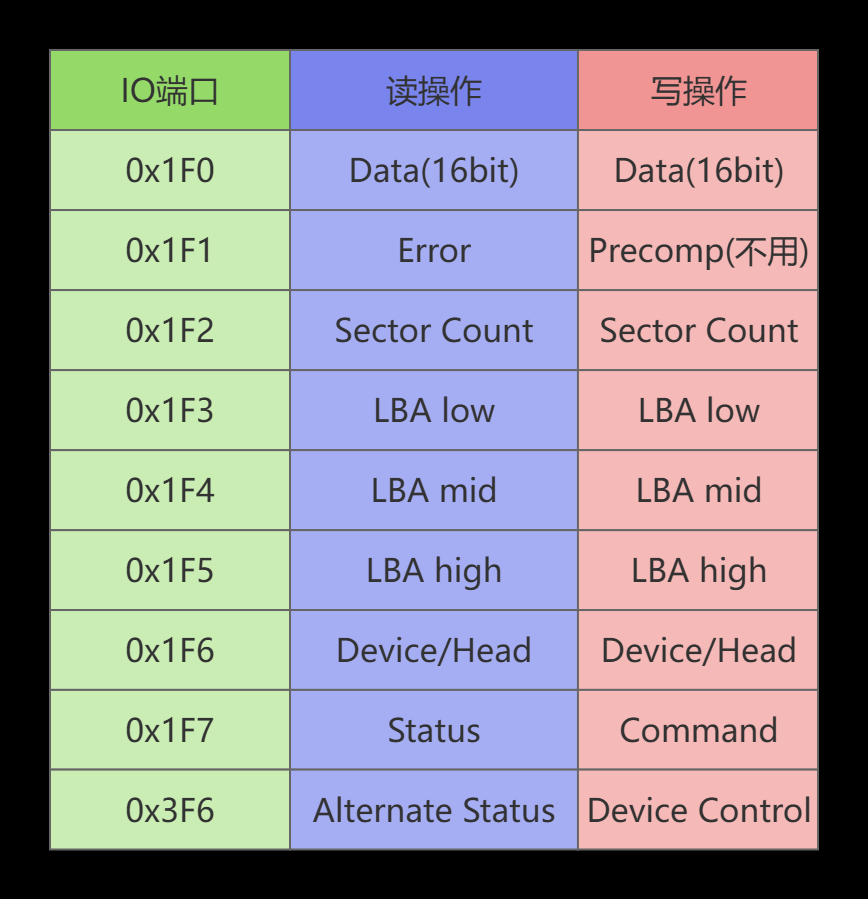 IO端口 读操作 写操作
0x1F0 Data(16bit) Data(16bit)
0x1F1 Error Precomp(不用)
0x1F2 Sector Count Sector Count
0x1F3 LBA low LBA low
0x1F4 LBA mid LBA mid
0x1F5 LBA high LBA high
0x1F6 Device/Head Device/Head
0x1F7 Status Command
0x3F6 Alternate Status Device Control